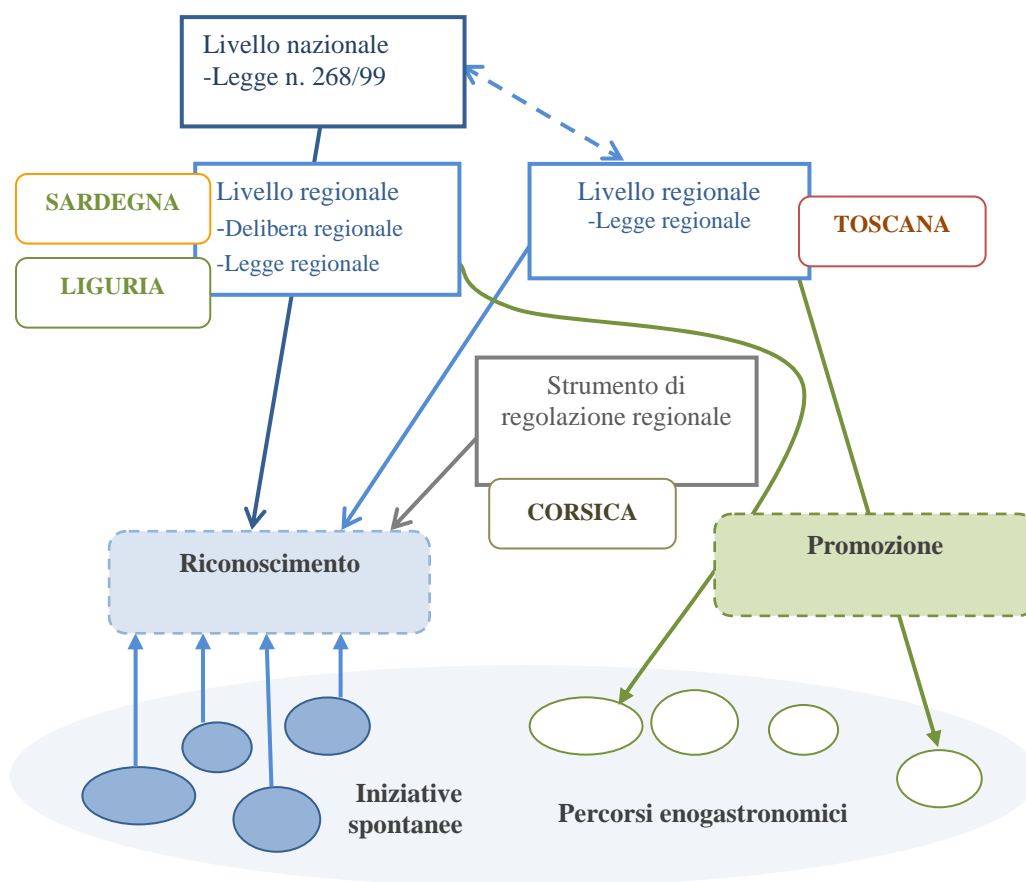 Livello nazionale
-Legge n. 268/99
SARDEGNA
LIGURIA
Livello regionale
-Delibera regionale
-Legge regionale
Livello regionale
-Legge regionale
TOSCANA
Strumento di
regolazione regionale
CORSICA
Riconoscimento
Promozione
Iniziative
spontanee
Percorsi enogastronomici